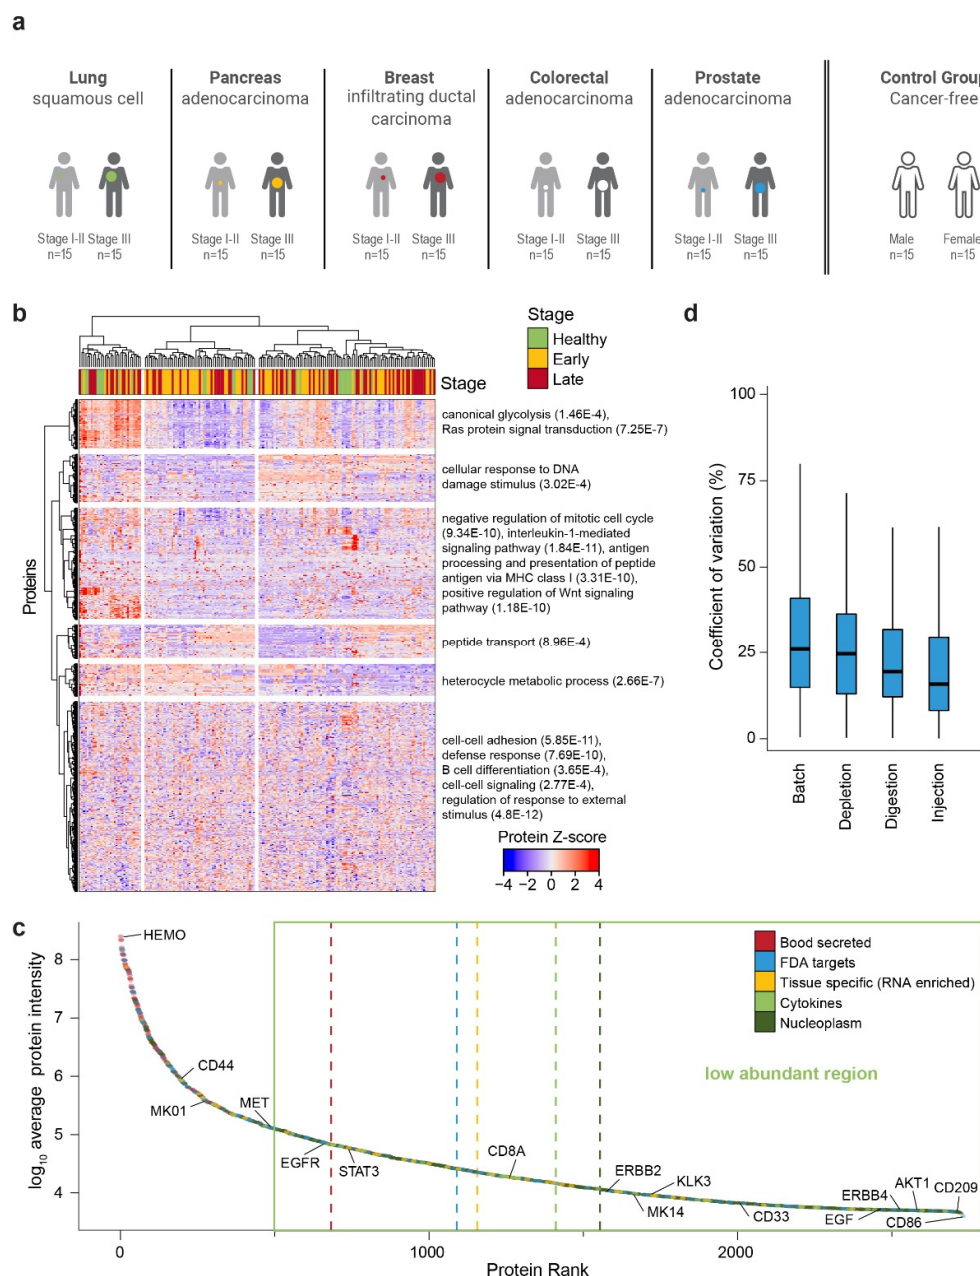 a
Lung
squamous cell
Pancreas
adenocarcinoma
Breast
infiltrating ductal
carcinoma
Colorectal
adenocarcinoma
Prostate
adenocarcinoma
Control Group
Cancer-free
Stage I-II
n=15
Stage III
n=15
Stage I-II
n=15
Stage III
n=15
Stage I-II
n=15
Stage III
n=15
Stage I-II
n=15
Stage III
n=15
Stage I-II
n=15
Stage III
n=15
Male
n=15
Female
n=15
b
Stage
Healthy
Early
Late
Stage
Proteins
canonical glycolysis (1.46E-4),
Ras protein signal transduction (7.25E-7)
cellular response to DNA
damage stimulus (3.02E-4)
negative regulation of mitotic cell cycle
(9.34E-10), interleukin-1-mediated
signaling pathway (1.84E-11), antigen
processing and presentation of peptide
antigen via MHC class I (3.31E-10),
positive regulation of Wnt signaling
pathway (1.18E-10)
peptide transport (8.96E-4)
heterocycle metabolic process (2.66E-7)
cell-cell adhesion (5.85E-11),
defense response (7.69E-10),
B cell differentiation (3.65E-4),
cell-cell signaling (2.77E-4),
regulation of response to external
stimulus (4.8E-12)
Protein Z-score
−4 −2 0 2 4
d
Coefficient of variation (%)
100
75
50
25
0
Batch
Depletion
Digestion
Injection
c
log10 average protein intensity
8
7
6
5
4
HEMO
CD44
MK01
MET
EGFR
STAT3
CD8A
ERBB2
KLK3
MK14
CD33
ERBB4
AKT1
CD209
EGF
CD86
Bood secreted
FDA targets
Tissue specific (RNA enriched)
Cytokines
Nucleoplasm
low abundant region
0
1000
2000
Protein Rank